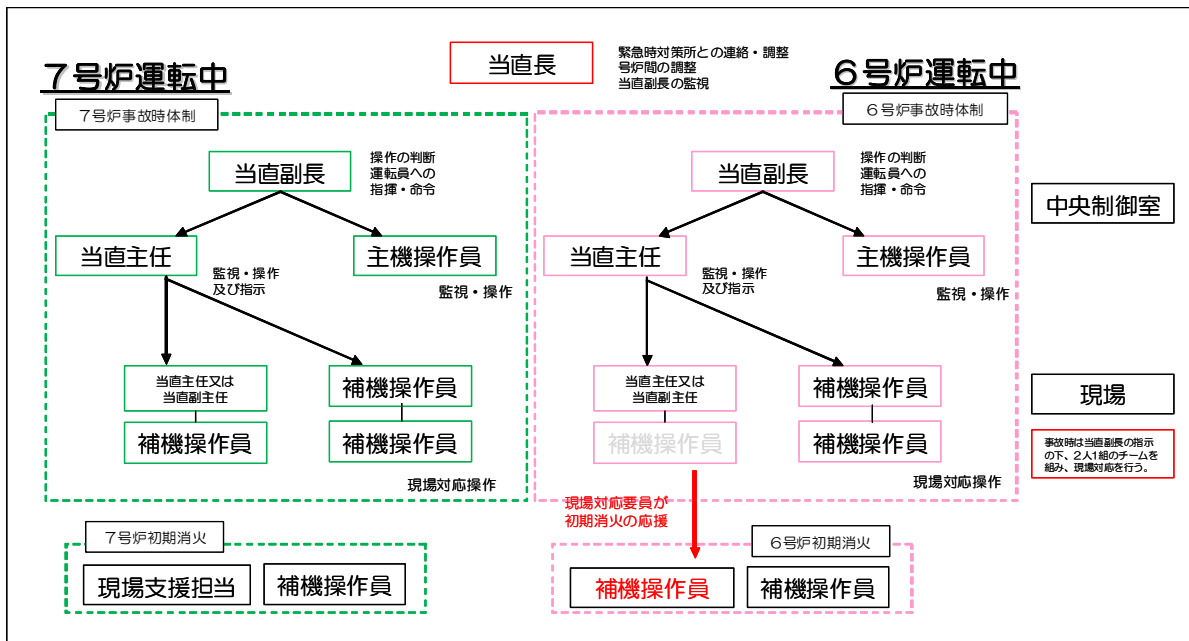 当直長
緊急時対策所との連絡・調整
号炉間の調整
当直副長の監視
７号炉運転中
６号炉運転中
７号炉事故時体制
当直副長
操作の判断
運転員への
指揮・命令
当直主任
主機操作員
監視・操作
及び指示
監視・操作
当直主任又は
当直副主任
補機操作員
補機操作員
補機操作員
現場対応操作
６号炉事故時体制
当直副長
操作の判断
運転員への
指揮・命令
当直主任
主機操作員
監視・操作
及び指示
監視・操作
当直主任又は
当直副主任
補機操作員
補機操作員
補機操作員
現場対応操作
中央制御室
現場
事故時は当直副長の指示
の下、２人１組のチームを
組み、現場対応を行う。
現場対応要員が
初期消火の応援
７号炉初期消火
現場支援担当
補機操作員
６号炉初期消火
補機操作員
補機操作員